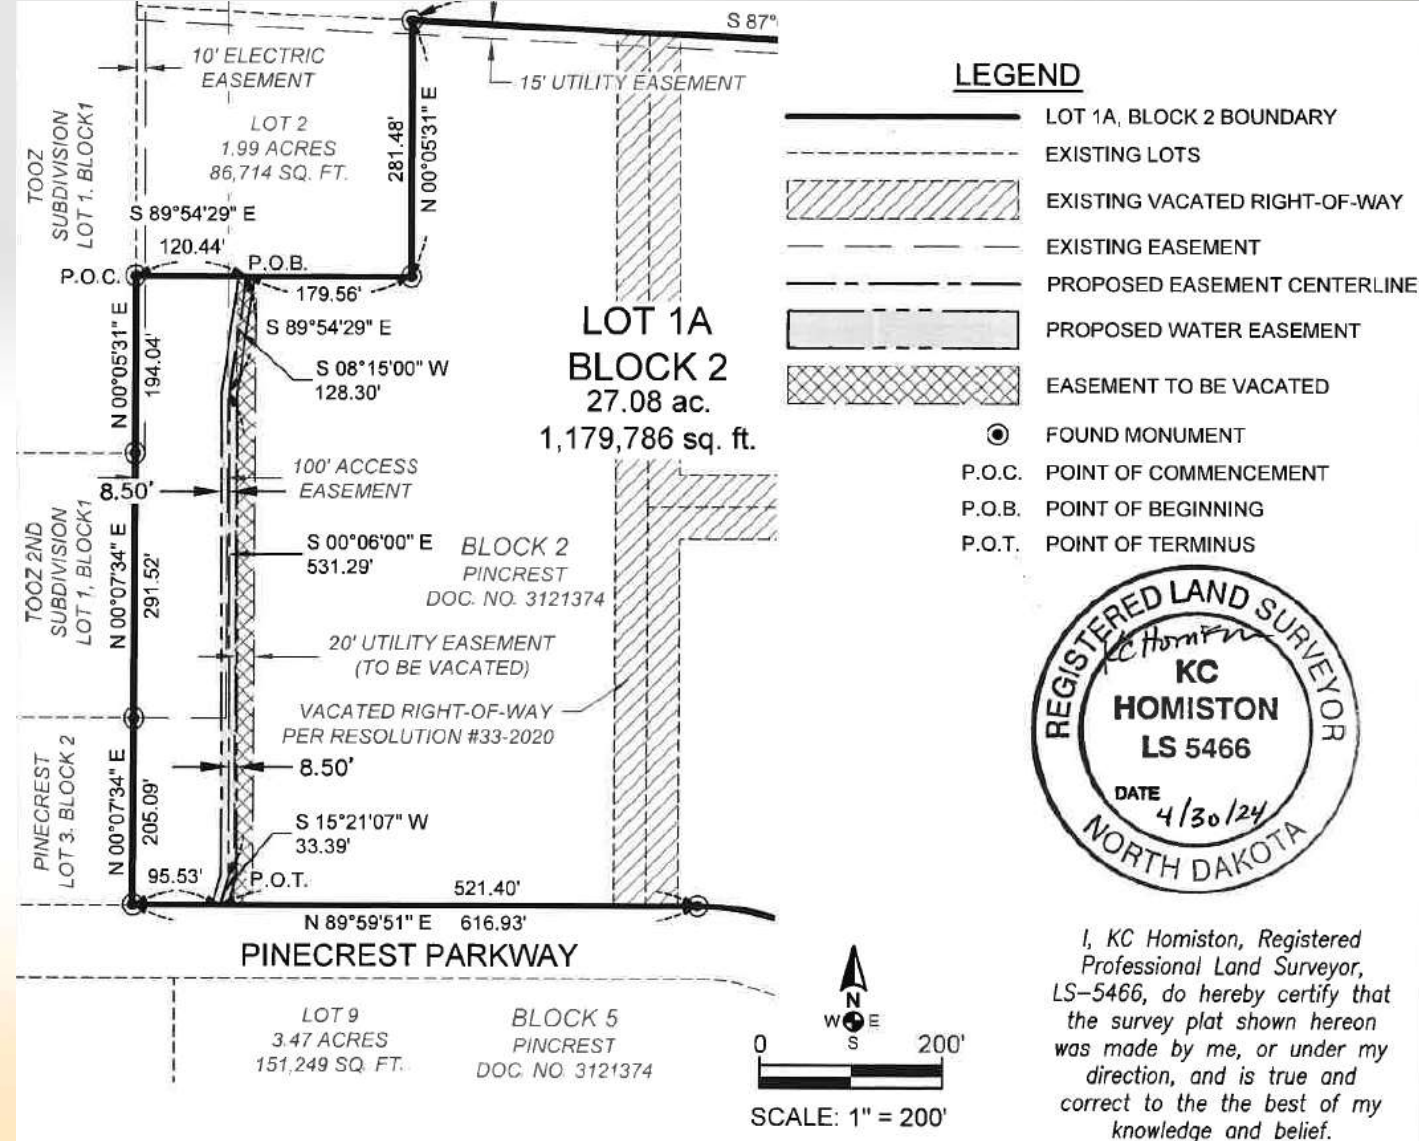 S 87°
10' ELECTRIC
EASEMENT
15' UTILITY EASEMENT
LOT 2
1.99 ACRES
86,714 SQ. FT.
TOOZ
SUBDIVISION
LOT 1. BLOCK1
281.48'
N 00°05'31" E
S 89°54'29" E
120.44'
P.O.C.
P.O.B.
179.56'
S 89°54'29" E
N 00°05'31" E
194.04'
S 08°15'00" W
128.30'
LOT 1A
BLOCK 2
27.08 ac.
1,179,786 sq. ft.
100' ACCESS
EASEMENT
8.50'
TOOZ 2ND
SUBDIVISION
LOT 1, BLOCK1
N 00°07'34" E
291.52'
S 00°06'00" E
531.29'
BLOCK 2
PINCREST
DOC. NO. 3121374
20' UTILITY EASEMENT
(TO BE VACATED)
VACATED RIGHT-OF-WAY
PER RESOLUTION #33-2020
8.50'
PINECREST
LOT 3. BLOCK 2
N 00°07'34" E
205.09'
S 15°21'07" W
33.39'
95.53'
P.O.T.
521.40'
N 89°59'51" E 616.93'
PINECREST PARKWAY
LOT 9
3.47 ACRES
151,249 SQ. FT.
BLOCK 5
PINCREST
DOC. NO. 3121374
LEGEND
LOT 1A, BLOCK 2 BOUNDARY
EXISTING LOTS
EXISTING VACATED RIGHT-OF-WAY
EXISTING EASEMENT
PROPOSED EASEMENT CENTERLINE
PROPOSED WATER EASEMENT
EASEMENT TO BE VACATED
FOUND MONUMENT
P.O.C. POINT OF COMMENCEMENT
P.O.B. POINT OF BEGINNING
P.O.T. POINT OF TERMINUS
REGISTERED LAND SURVEYOR
KC
HOMISTON
LS 5466
DATE
4/30/24
NORTH DAKOTA
N
W E
S
0 200'
SCALE: 1" = 200'
I, KC Homiston, Registered
Professional Land Surveyor,
LS-5466, do hereby certify that
the survey plat shown hereon
was made by me, or under my
direction, and is true and
correct to the the best of my
knowledge and belief.